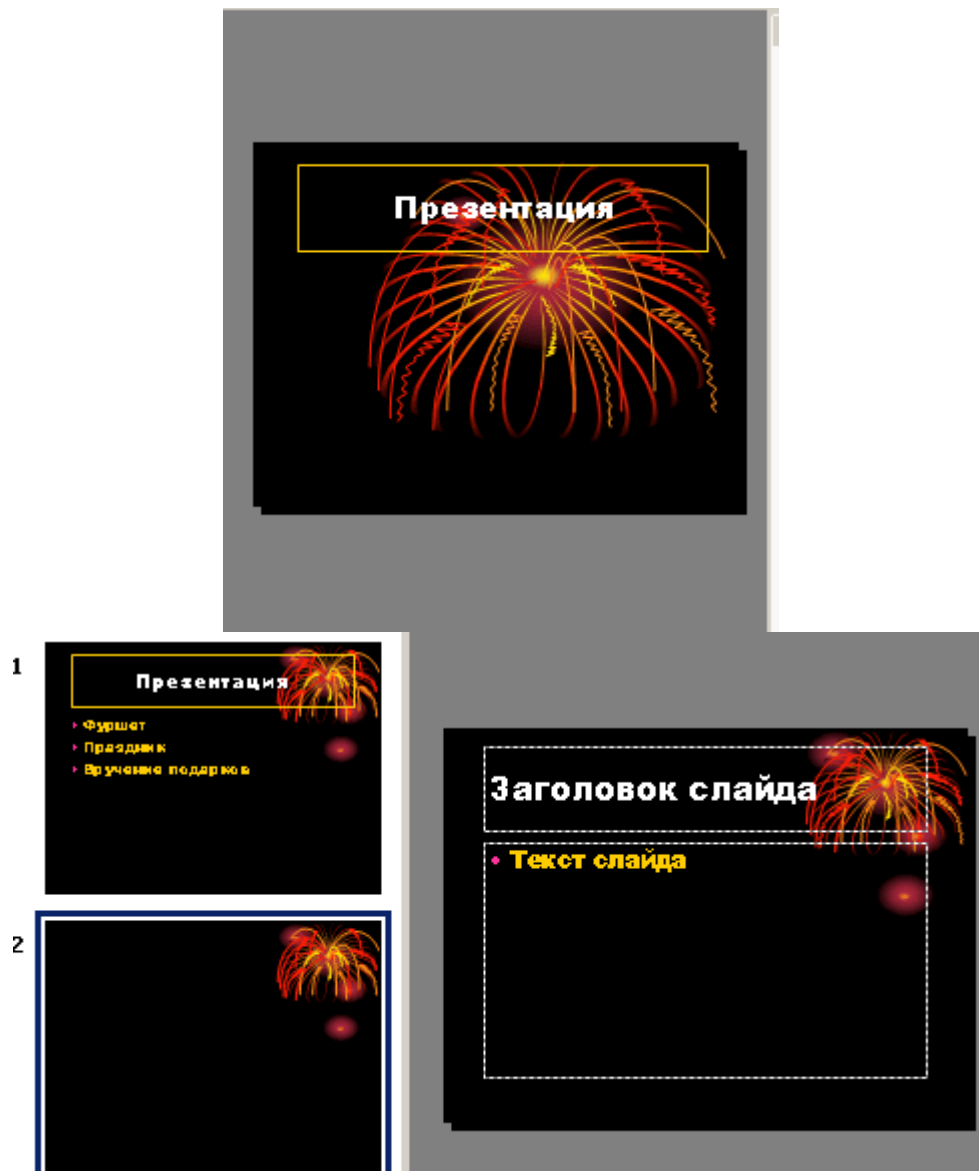 Презентация
1
Презентация
Фуршет
Праздник
Вручение подарков
2
Заголовок слайда
• Текст слайда